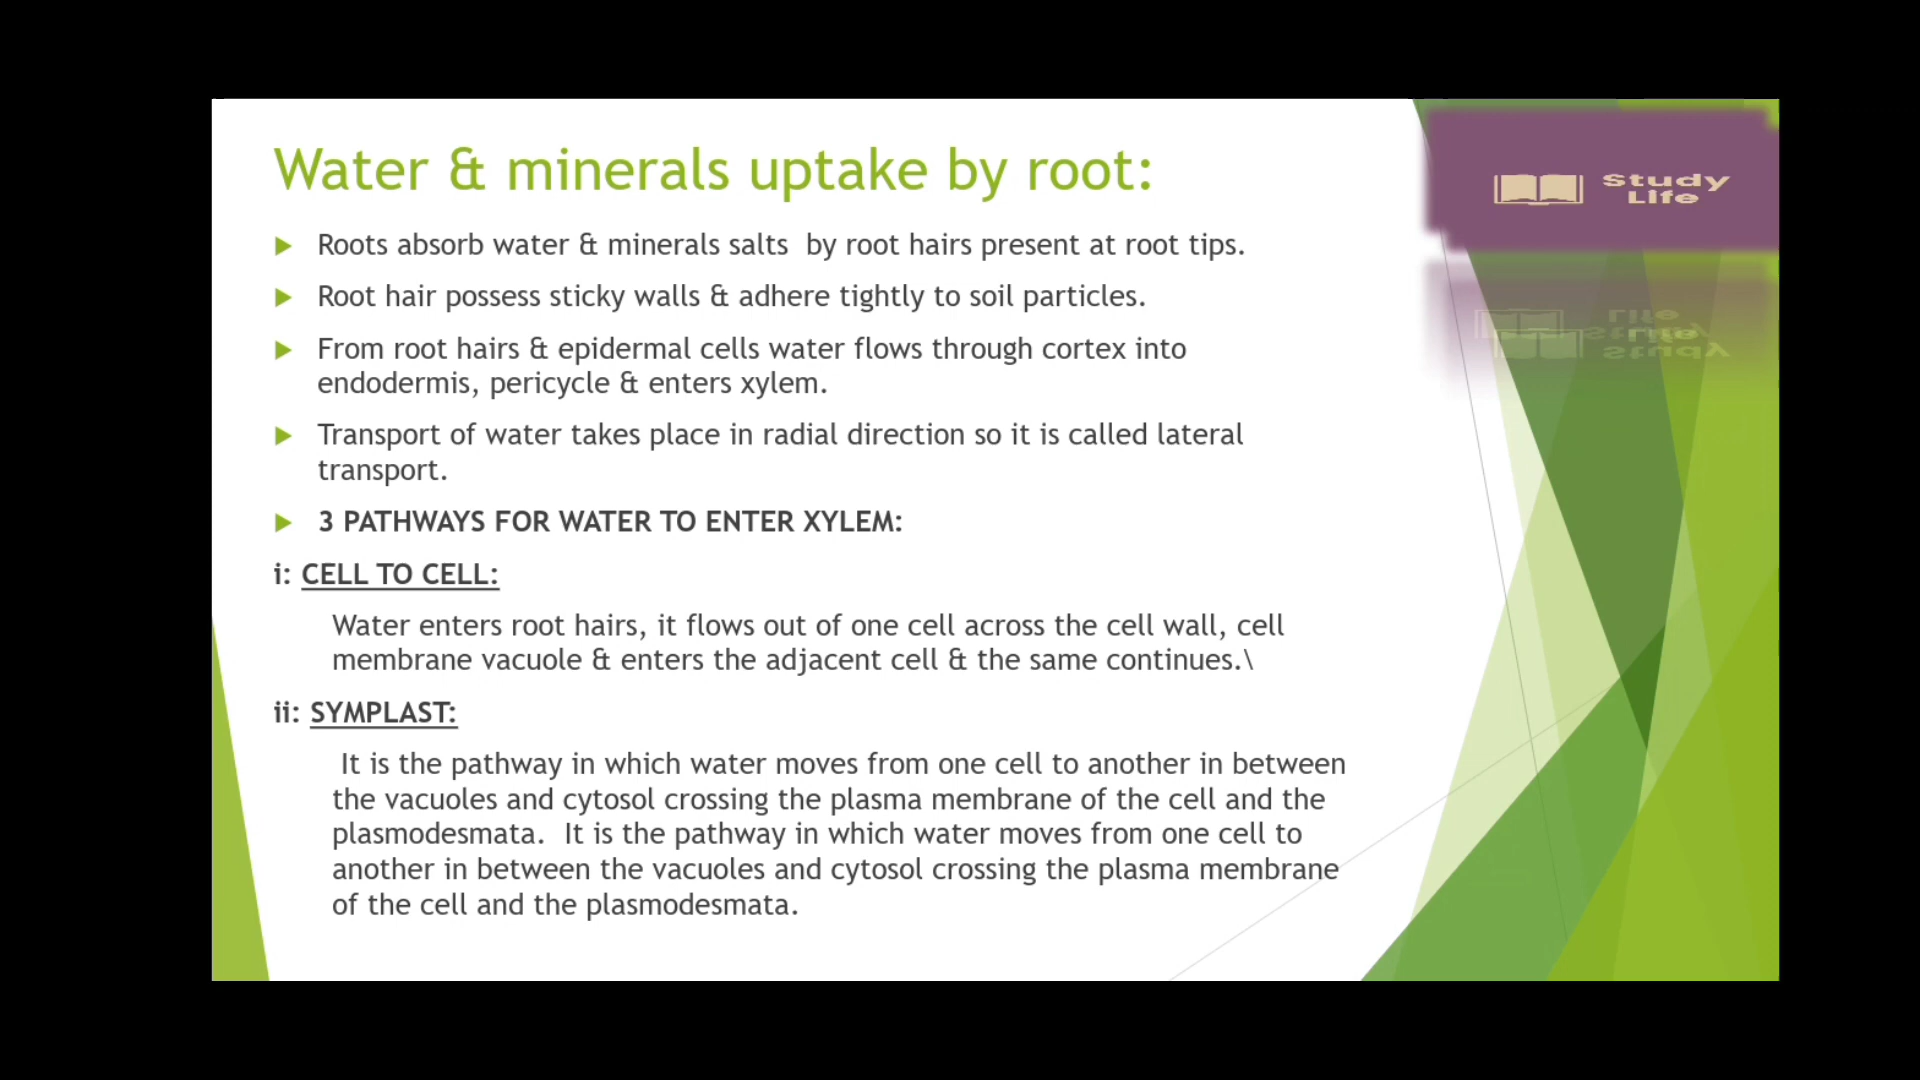 Water & minerals uptake by root:
Study
Life
Roots absorb water & minerals salts  by root hairs present at root tips.
Root hair possess sticky walls & adhere tightly to soil particles.
From root hairs & epidermal cells water flows through cortex into
endodermis, pericycle & enters xylem.
Transport of water takes place in radial direction so it is called lateral
transport.
3 PATHWAYS FOR WATER TO ENTER XYLEM:
i: CELL TO CELL:
Water enters root hairs, it flows out of one cell across the cell wall, cell
membrane vacuole & enters the adjacent cell & the same continues.\
ii: SYMPLAST:
It is the pathway in which water moves from one cell to another in between
the vacuoles and cytosol crossing the plasma membrane of the cell and the
plasmodesmata.  It is the pathway in which water moves from one cell to
another in between the vacuoles and cytosol crossing the plasma membrane
of the cell and the plasmodesmata.